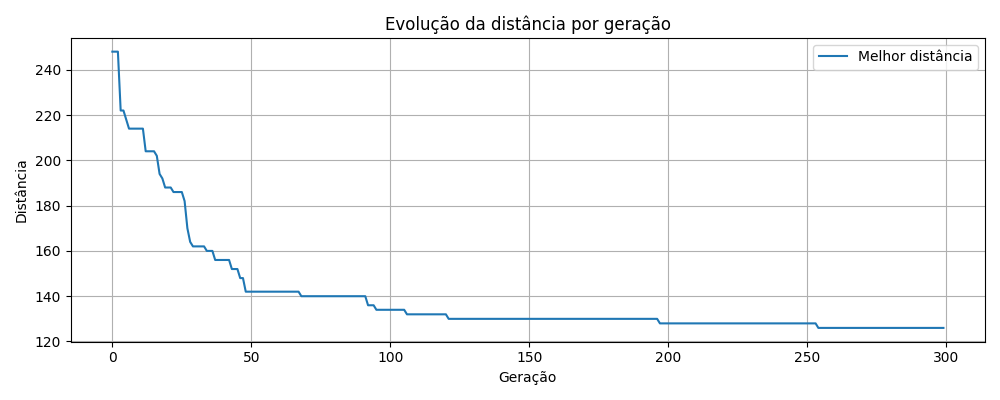 Evolução da distância por geração
Melhor distância
Distância
240
220
200
180
160
140
120
0 50 100 150 200 250 300
Geração